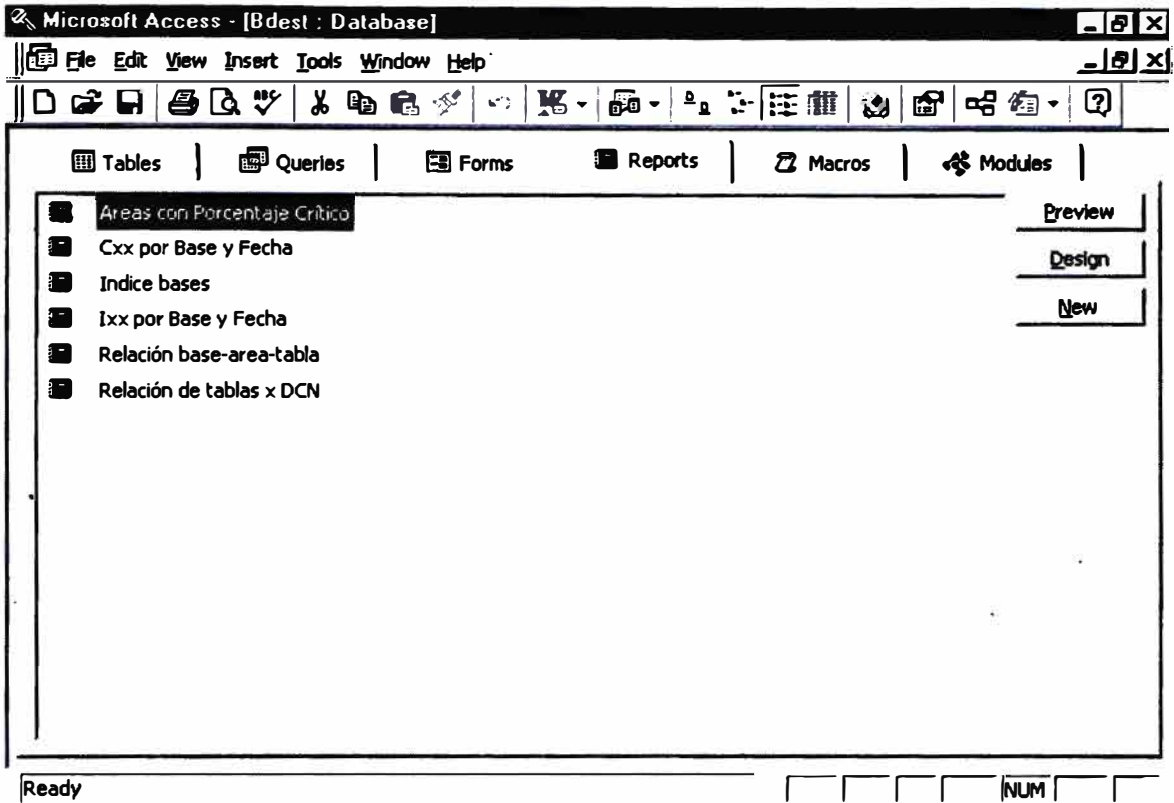 Microsoft Access - [Bdest : Database]
File Edit View Insert Tools Window Help
Tables Queries Forms Reports Macros Modules
Areas con Porcentaje Crítico
Cxx por Base y Fecha
Indice bases
Ixx por Base y Fecha
Relación base-area-tabla
Relación de tablas x DCN
Preview
Design
New
Ready NUM